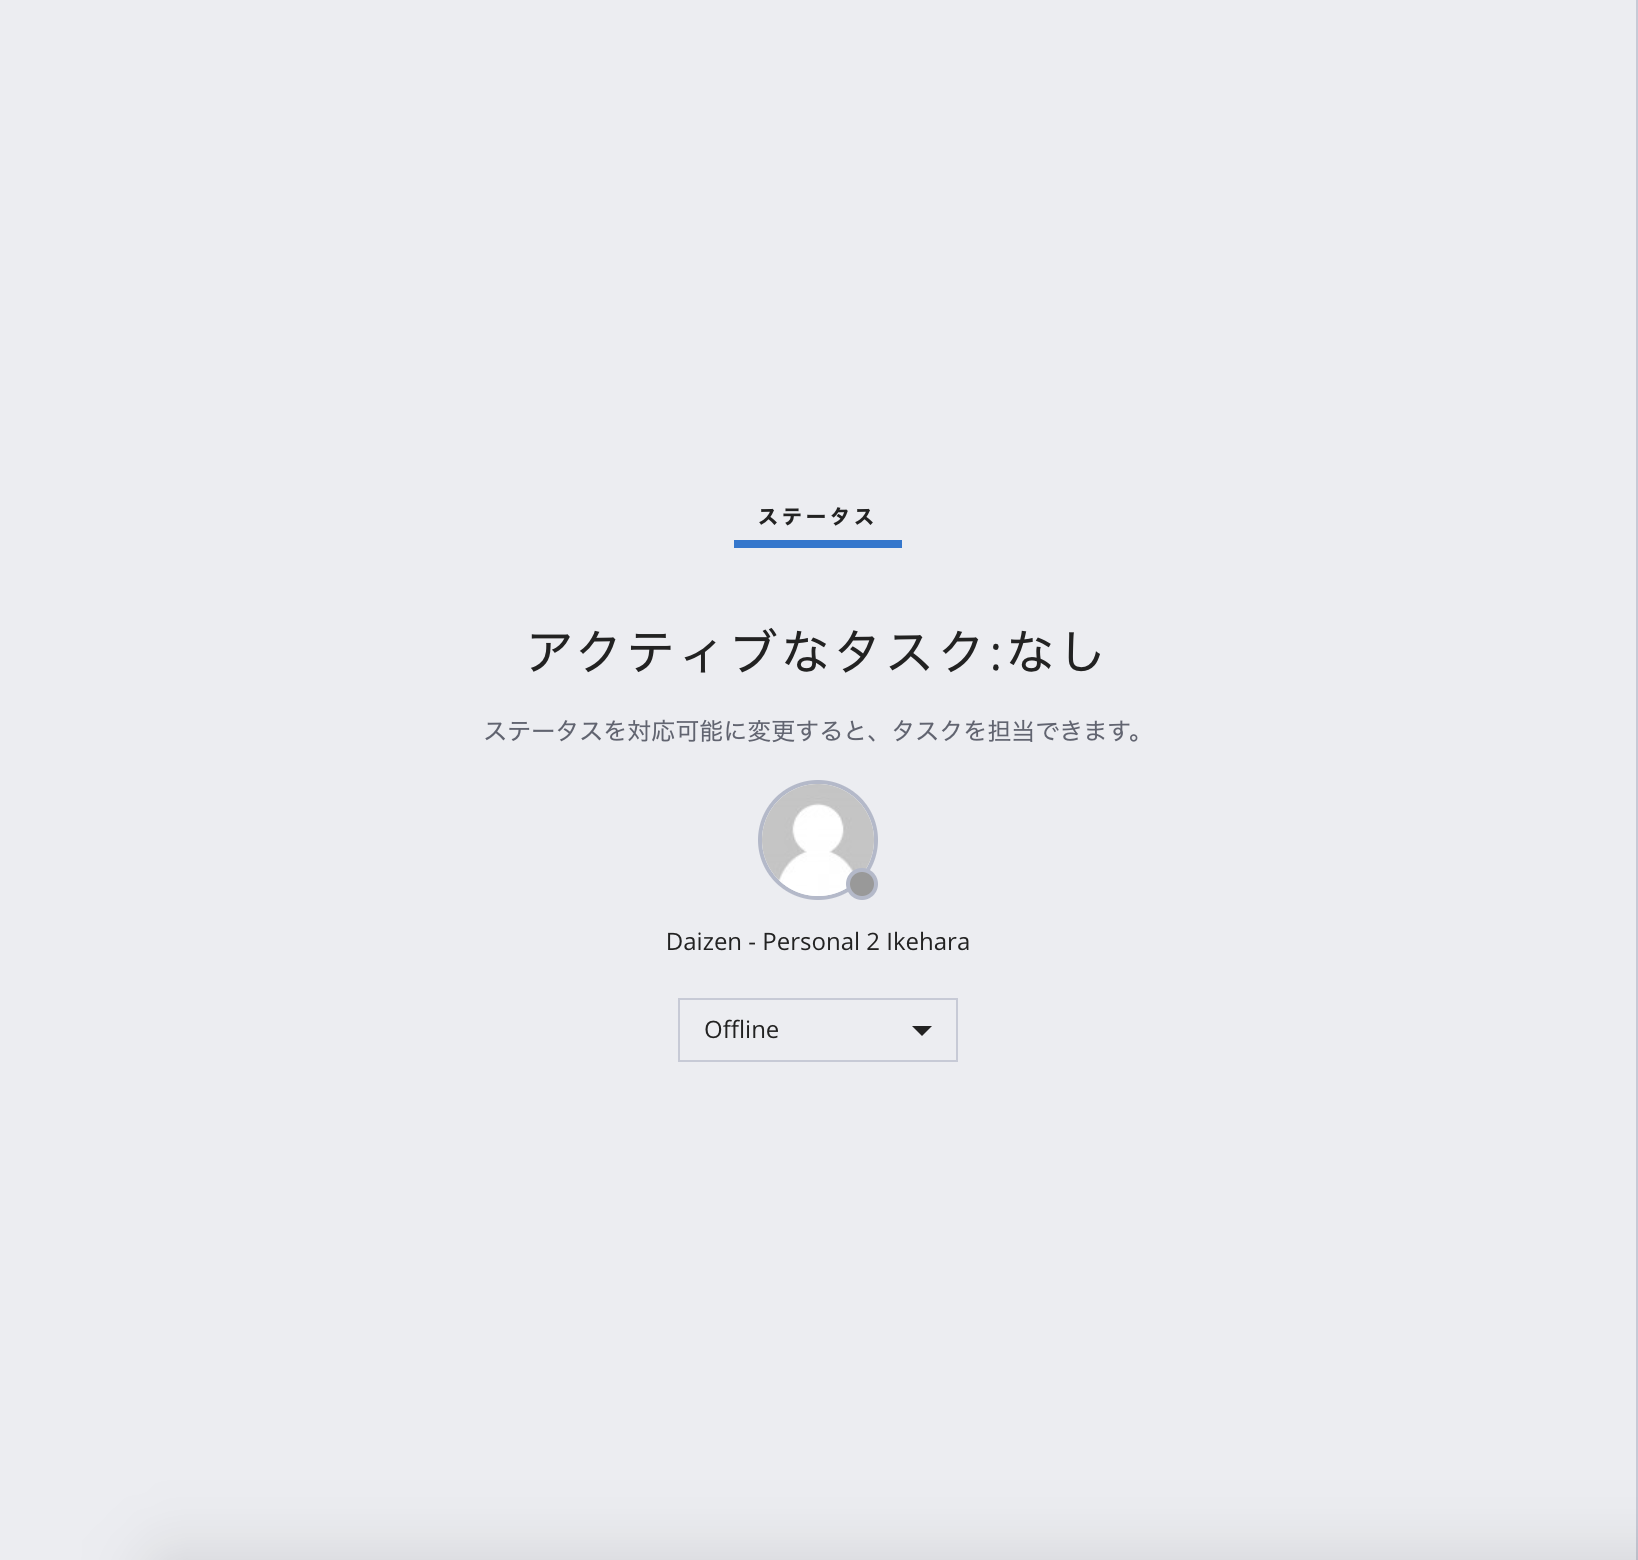 ステータス
アクティブなタスク:なし
ステータスを対応可能に変更すると、タスクを担当できます。
Daizen - Personal 2 Ikehara
Offline